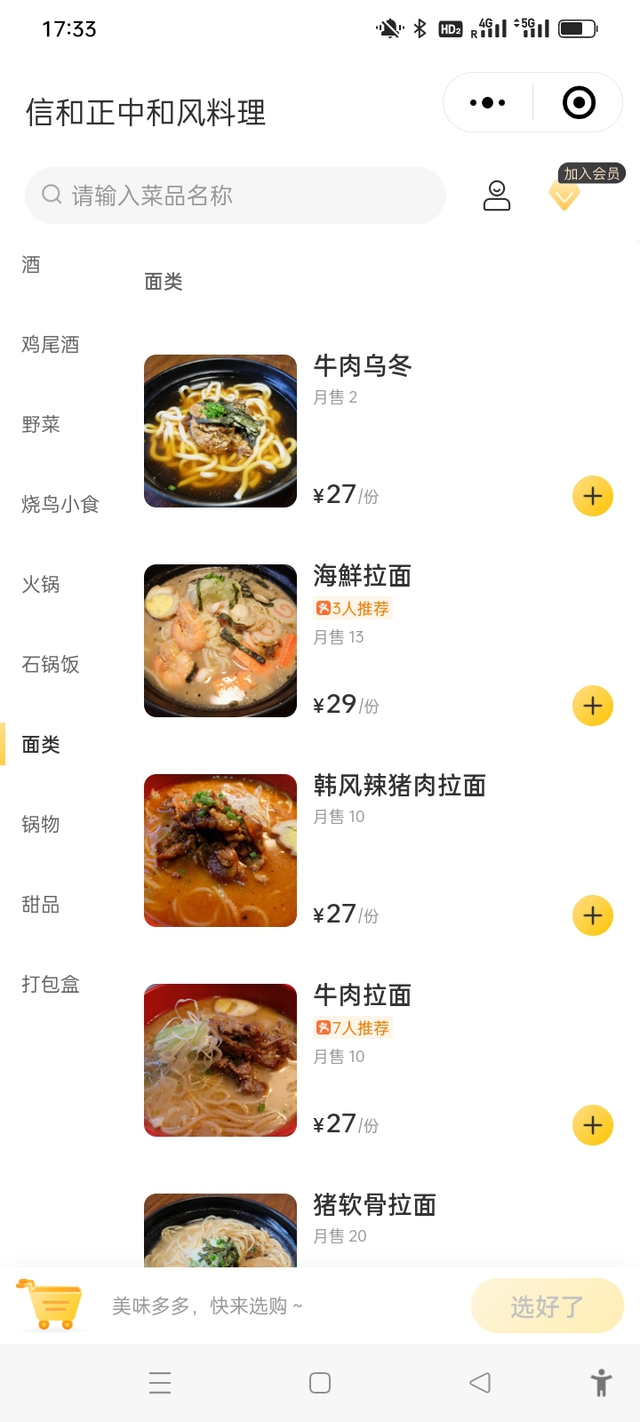 17:33
HD2 R 4G 5G
信和正中和风料理
请输入菜品名称
加入会员
酒
鸡尾酒
野菜
烧鸟小食
火锅
石锅饭
面类
锅物
甜品
打包盒
面类
牛肉乌冬
月售 2
¥27/份
海鮮拉面
3人推荐
月售 13
¥29/份
韩风辣猪肉拉面
月售 10
¥27/份
牛肉拉面
7人推荐
月售 10
¥27/份
猪软骨拉面
月售 20
美味多多，快来选购 ~
选好了